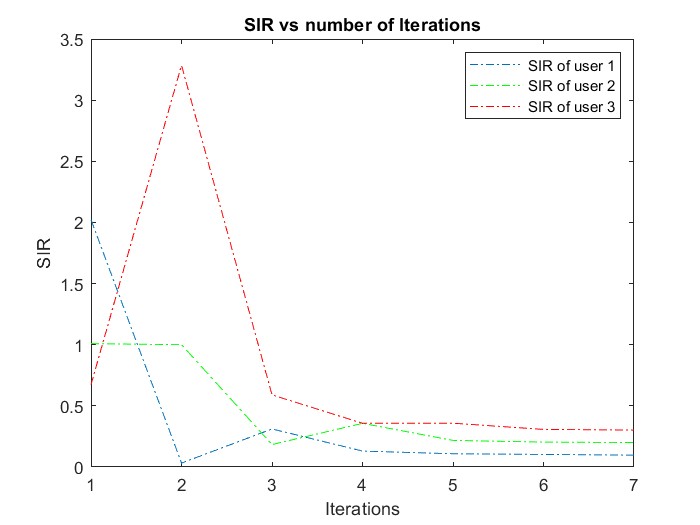 SIR vs number of Iterations
3.5
3
2.5
2
1.5
1
0.5
0
SIR
SIR of user 1
SIR of user 2
SIR of user 3
1 2 3 4 5 6 7
Iterations